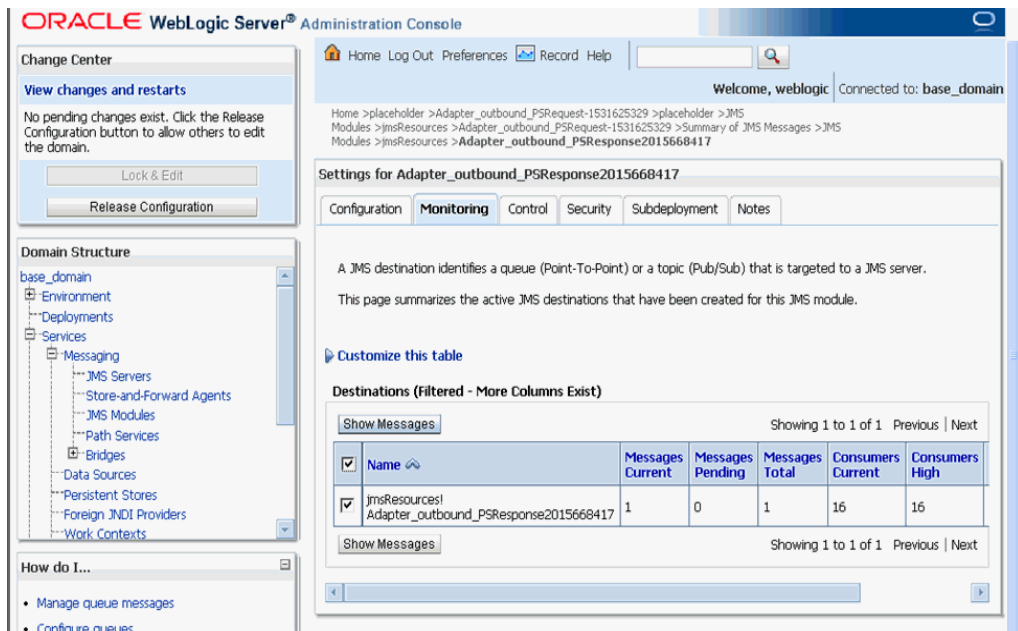 ORACLE WebLogic Server® Administration Console
Change Center
View changes and restarts
No pending changes exist. Click the Release
Configuration button to allow others to edit
the domain.
Lock & Edit
Release Configuration
Domain Structure
base_domain
Environment
Deployments
Services
Messaging
JMS Servers
Store-and-Forward Agents
JMS Modules
Path Services
Bridges
Data Sources
Persistent Stores
Foreign JNDI Providers
Work Contexts
How do I...
Manage queue messages
Configure queues
Home Log Out Preferences Record Help
Welcome, weblogic Connected to: base_domain
Home >placeholder >Adapter_outbound_PSRequest-1531625329 >placeholder >JMS
Modules >jmsResources >Adapter_outbound_PSRequest-1531625329 >Summary of JMS Messages >JMS
Modules >jmsResources >Adapter_outbound_PSResponse2015668417
Settings for Adapter_outbound_PSResponse2015668417
Configuration Monitoring Control Security Subdeployment Notes
A JMS destination identifies a queue (Point-To-Point) or a topic (Pub/Sub) that is targeted to a JMS server.
This page summarizes the active JMS destinations that have been created for this JMS module.
Customize this table
Destinations (Filtered - More Columns Exist)
Show Messages Showing 1 to 1 of 1 Previous | Next
Name Messages Current Messages Pending Messages Total Consumers Current Consumers High
jmsResources!
Adapter_outbound_PSResponse2015668417 1 0 1 16 16
Show Messages Showing 1 to 1 of 1 Previous | Next